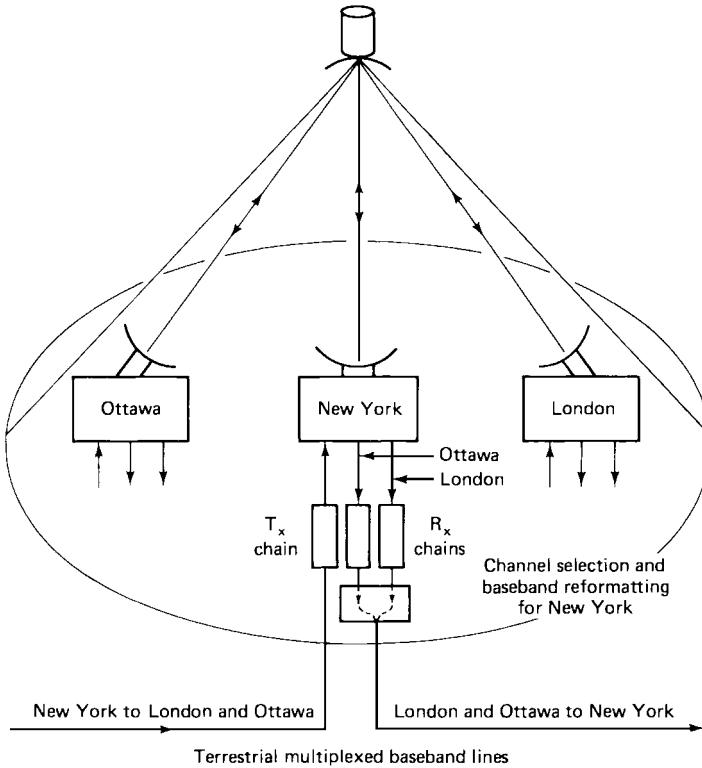 Ottawa
New York
London
Ottawa
London
Tx
chain
Rx
chains
Channel selection and
baseband reformatting
for New York
New York to London and Ottawa
London and Ottawa to New York
Terrestrial multiplexed baseband lines